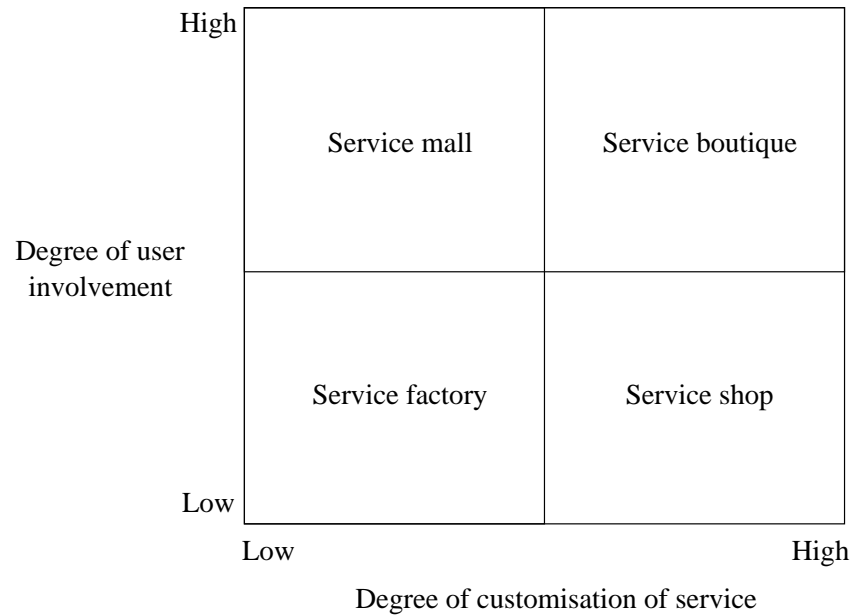 High
Service mall
Service boutique
Degree of user
involvement
Service factory
Service shop
Low
Low
High
Degree of customisation of service